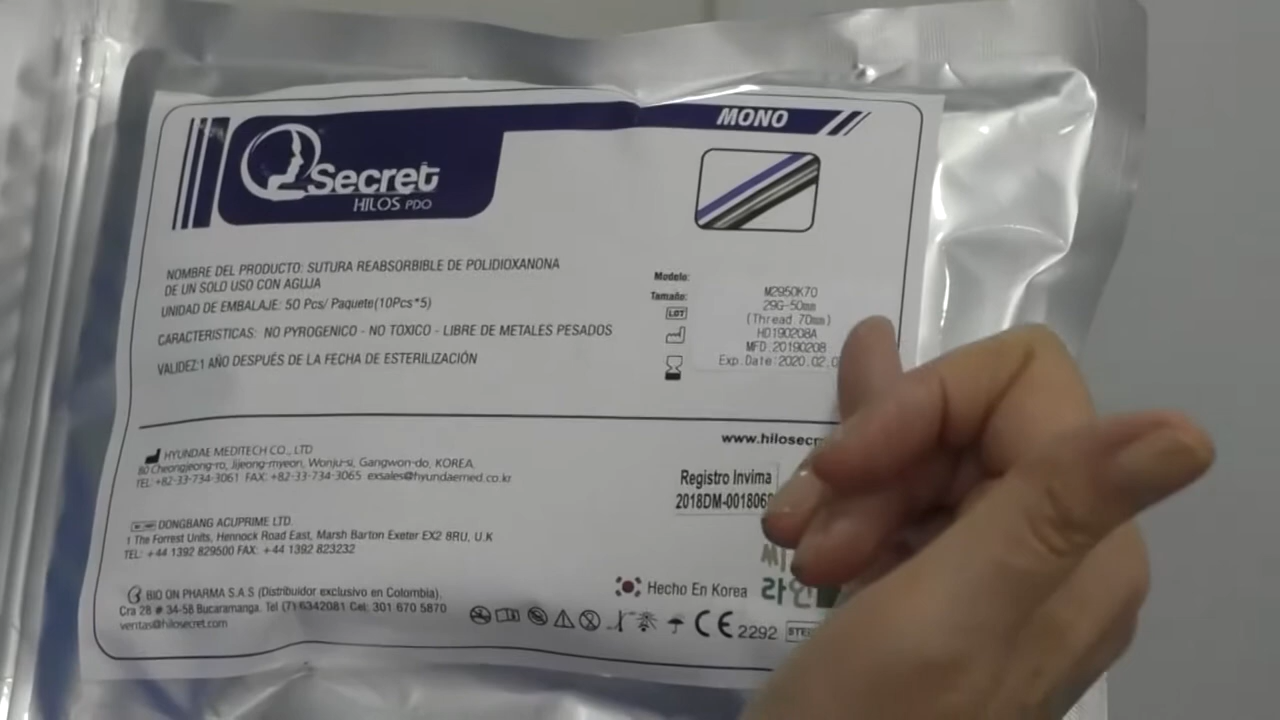 MONO
Secret
HILOS PDO
NOMBRE DEL PRODUCTO: SUTURA REABSORBIBLE DE POLIDIOXANONA
DE UN SOLO USO CON AGUJA
UNIDAD DE EMBALAJE: 50 Pcs/ Paquete(10Pcs*5)
CARACTERISTICAS: NO PYROGENICO - NO TOXICO - LIBRE DE METALES PESADOS
VALIDEZ:1 AÑO DESPUÉS DE LA FECHA DE ESTERILIZACIÓN
Modelo: M2950K70
Tamaño: 29G-50mm
(Thread 70mm)
LOT HD190208A
MFD.20190208
Exp.Date:2020.02.0
www.hilosecr
HYUNDAE MEDITECH CO., LTD
80 Cheongjeong-ro, Jijeong-myeon, Wonju-si, Gangwon-do, KOREA.
TEL:+82-33-734-3061 FAX: +82-33-734-3065 exsales@hyundaemed.co.kr
Registro Invima
2018DM-001806
DONGBANG ACUPRIME LTD.
1 The Forrest Units, Hennock Road East, Marsh Barton Exeter EX2 8RU, U.K
TEL: +44 1392 829500 FAX: +44 1392 823232
Hecho En Korea
BIO ON PHARMA S.A.S (Distribuidor exclusivo en Colombia).
Cra 28 # 34-58 Bucaramanga. Tel (7) 6342081 Cel: 301 670 5870
ventas@hilosecret.com
CE 2292 STE